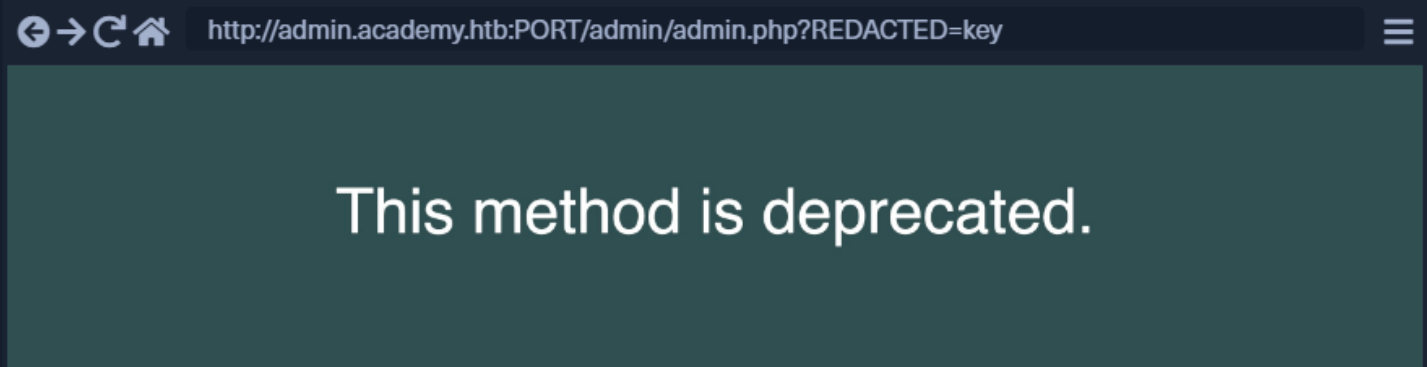 http://admin.academy.htb:PORT/admin/admin.php?REDACTED=key
This method is deprecated.